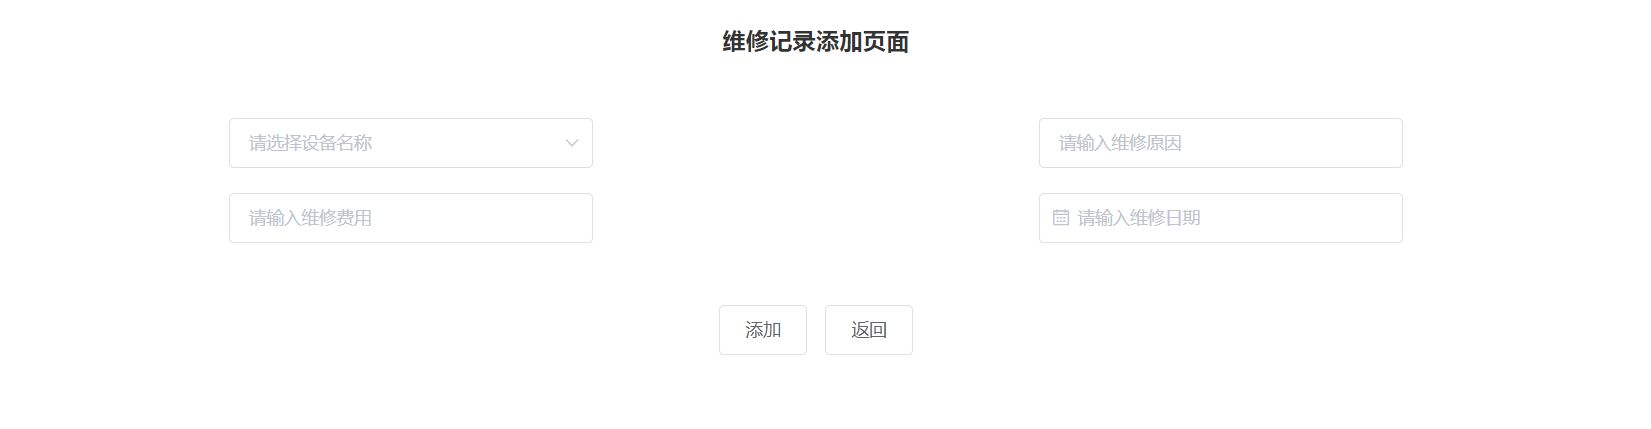 维修记录添加页面
请选择设备名称
请输入维修原因
请输入维修费用
请输入维修日期
添加
返回